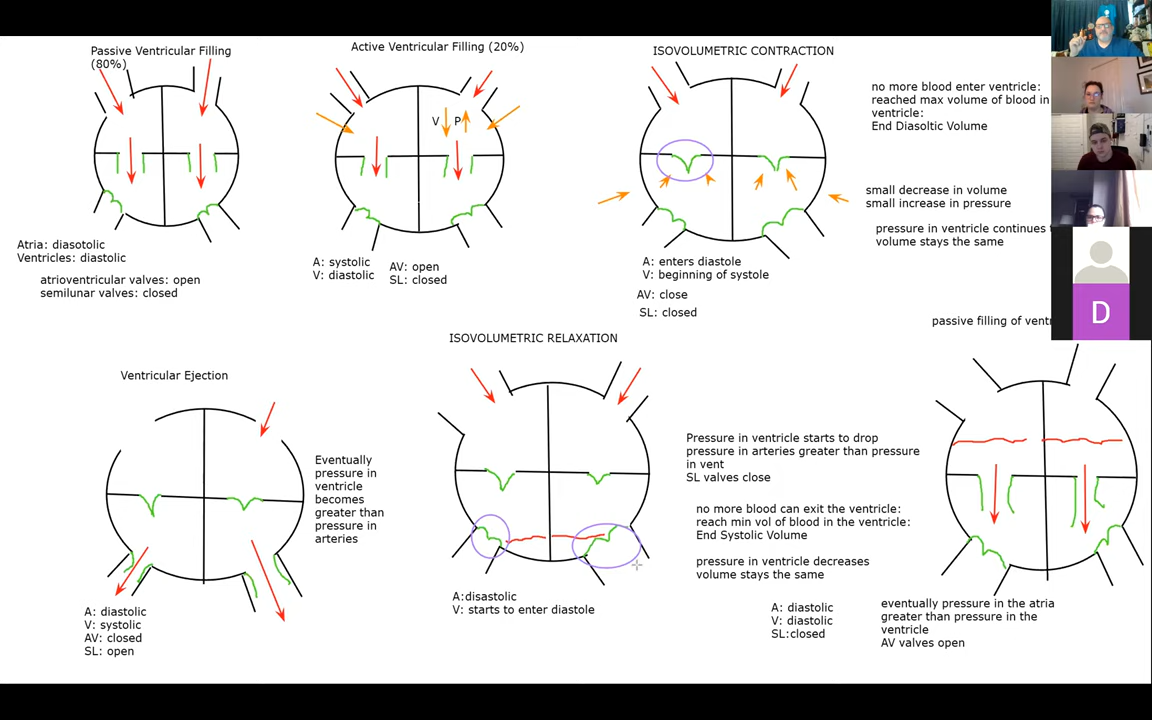 Passive Ventricular Filling
(80%)
Atria: diasotolic
Ventricles: diastolic
atrioventricular valves: open
semilunar valves: closed
Active Ventricular Filling (20%)
V P
A: systolic
V: diastolic
AV: open
SL: closed
ISOVOLUMETRIC CONTRACTION
A: enters diastole
V: beginning of systole
AV: close
SL: closed
no more blood enter ventricle:
reached max volume of blood in
ventricle:
End Diasoltic Volume
small decrease in volume
small increase in pressure
pressure in ventricle continues
volume stays the same
Ventricular Ejection
Eventually
pressure in
ventricle
becomes
greater than
pressure in
arteries
A: diastolic
V: systolic
AV: closed
SL: open
ISOVOLUMETRIC RELAXATION
A:disastolic
V: starts to enter diastole
Pressure in ventricle starts to drop
pressure in arteries greater than pressure
in vent
SL valves close
no more blood can exit the ventricle:
reach min vol of blood in the ventricle:
End Systolic Volume
pressure in ventricle decreases
volume stays the same
A: diastolic
V: diastolic
SL:closed
passive filling of ventr
eventually pressure in the atria
greater than pressure in the
ventricle
AV valves open
D